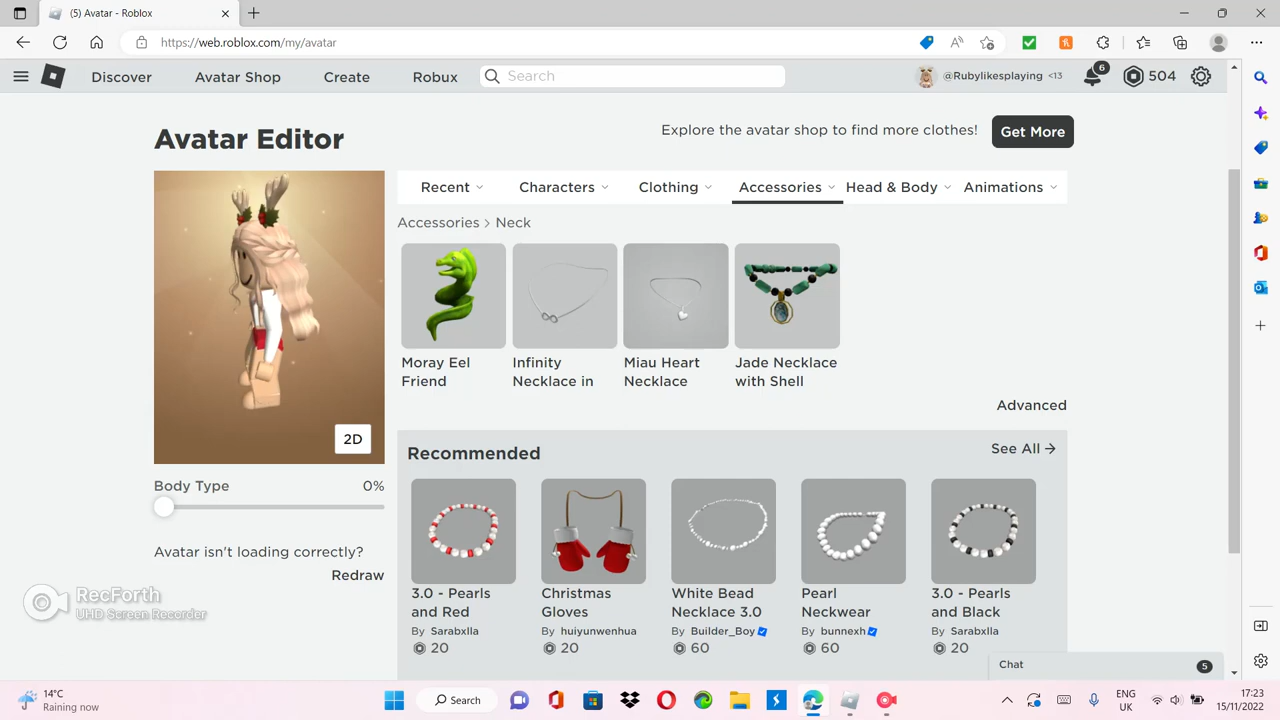 (5) Avatar - Roblox
https://web.roblox.com/my/avatar
Discover
Avatar Shop
Create
Robux
Search
@Rubylikesplaying <13
6
504
Avatar Editor
Explore the avatar shop to find more clothes!
Get More
Recent
Characters
Clothing
Accessories
Head & Body
Animations
Accessories > Neck
Moray Eel
Friend
Infinity
Necklace in
Miau Heart
Necklace
Jade Necklace
with Shell
2D
Advanced
Body Type 0%
Avatar isn't loading correctly?
Redraw
Recommended
See All →
3.0 - Pearls
and Red
By Sarabxlla
20
Christmas
Gloves
By huiyunwenhua
20
White Bead
Necklace 3.0
By Builder_Boy
60
Pearl
Neckwear
By bunnexh
60
3.0 - Pearls
and Black
By Sarabxlla
20
RecForth
UHD Screen Recorder
Chat
5
14°C
Raining now
Search
ENG
UK
17:23
15/11/2022